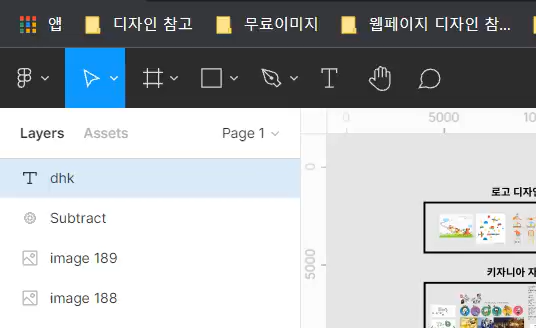 앱 디자인 참고 무료이미지 웹페이지 디자인 참...
Layers Assets Page 1
0 5000
dhk
0
Subtract
로고 디자인
image 189
5000
키자니아 자
image 188